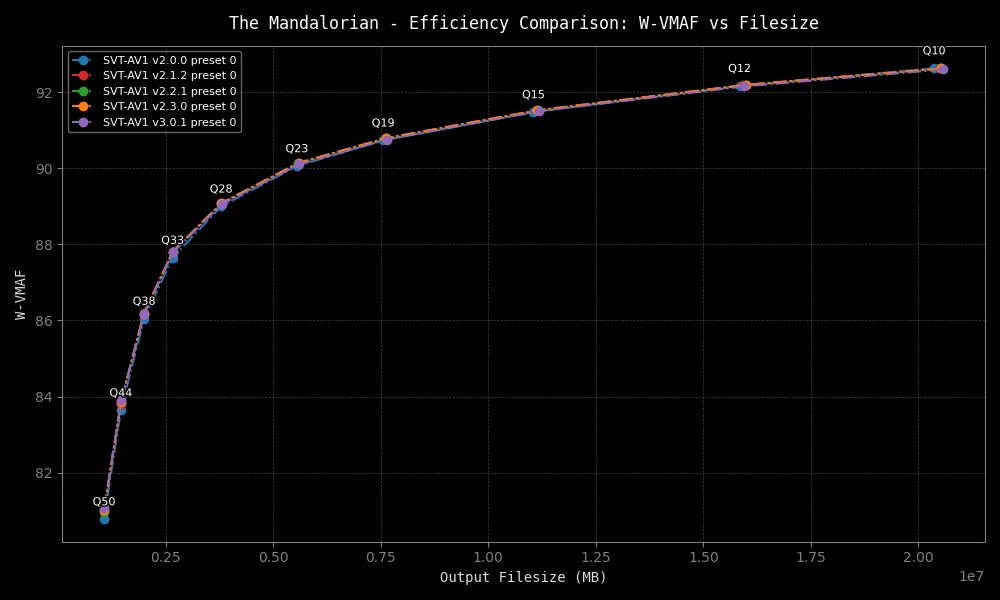 The Mandalorian - Efficiency Comparison: W-VMAF vs Filesize
SVT-AV1 v2.0.0 preset 0
SVT-AV1 v2.1.2 preset 0
SVT-AV1 v2.2.1 preset 0
SVT-AV1 v2.3.0 preset 0
SVT-AV1 v3.0.1 preset 0
Q10
Q12
Q15
Q19
Q23
Q28
Q33
Q38
Q44
Q50
92
90
88
86
84
82
W-VMAF
0.25 0.50 0.75 1.00 1.25 1.50 1.75 2.00
1e7
Output Filesize (MB)